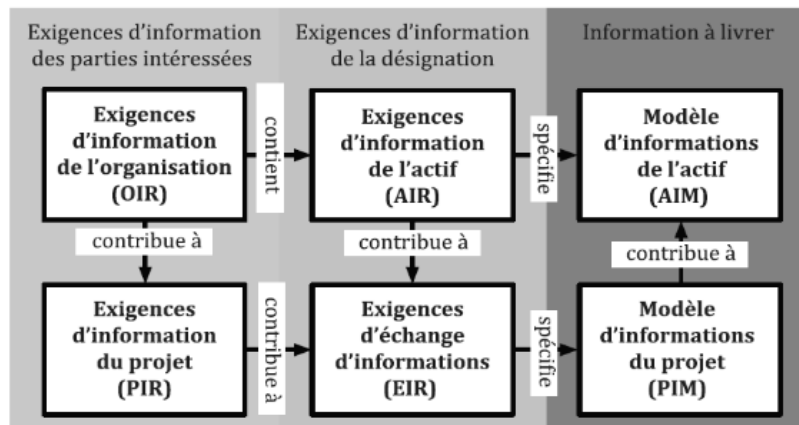 Exigences d'information
des parties intéressées
Exigences d'information
de la désignation
Information à livrer
Exigences
d'information
de l'organisation
(OIR)
contient
Exigences
d'information
de l'actif
(AIR)
spécifie
Modèle
d'informations
de l'actif
(AIM)
contribue à
contribue à
contribue à
Exigences
d'information
du projet
(PIR)
contribue à
Exigences
d'échange
d'informations
(EIR)
spécifie
Modèle
d'informations
du projet
(PIM)